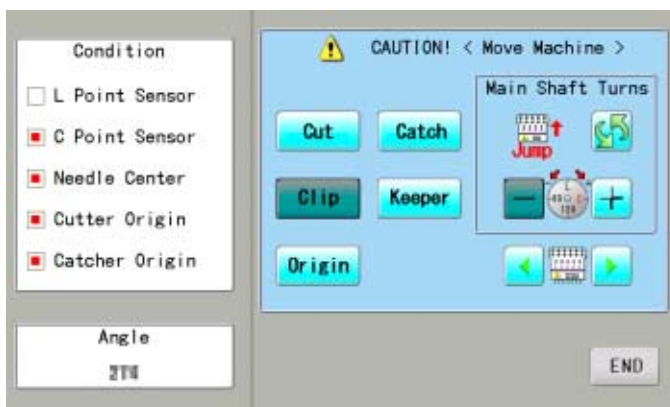 Condition
L Point Sensor
C Point Sensor
Needle Center
Cutter Origin
Catcher Origin
Angle
CAUTION! < Move Machine >
Main Shaft Turns
Cut
Catch
Jump
Clip
Keeper
Origin
END